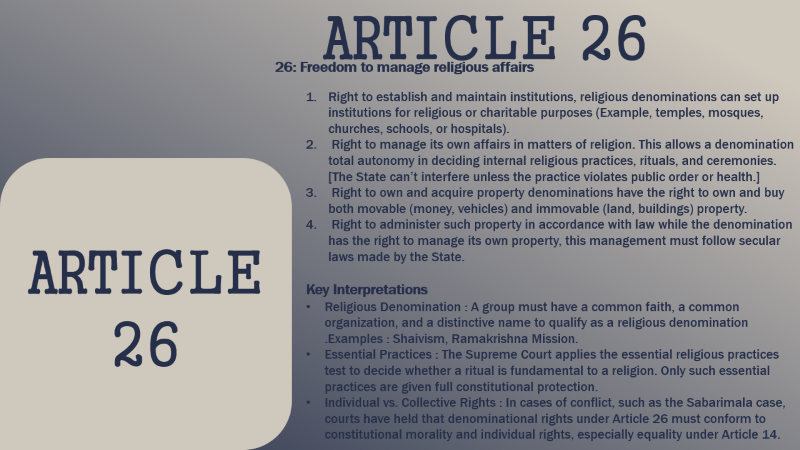 ARTICLE 26
26: Freedom to manage religious affairs
1. Right to establish and maintain institutions, religious denominations can set up
institutions for religious or charitable purposes (Example, temples, mosques,
churches, schools, or hospitals).
2. Right to manage its own affairs in matters of religion. This allows a denomination
total autonomy in deciding internal religious practices, rituals, and ceremonies.
[The State can't interfere unless the practice violates public order or health.]
3. Right to own and acquire property denominations have the right to own and buy
both movable (money, vehicles) and immovable (land, buildings) property.
4. Right to administer such property in accordance with law while the denomination
has the right to manage its own property, this management must follow secular
laws made by the State.
Key Interpretations
• Religious Denomination : A group must have a common faith, a common
organization, and a distinctive name to qualify as a religious denomination
.Examples : Shaivism, Ramakrishna Mission.
• Essential Practices : The Supreme Court applies the essential religious practices
test to decide whether a ritual is fundamental to a religion. Only such essential
practices are given full constitutional protection.
• Individual vs. Collective Rights : In cases of conflict, such as the Sabarimala case,
courts have held that denominational rights under Article 26 must conform to
constitutional morality and individual rights, especially equality under Article 14.
ARTICLE
26